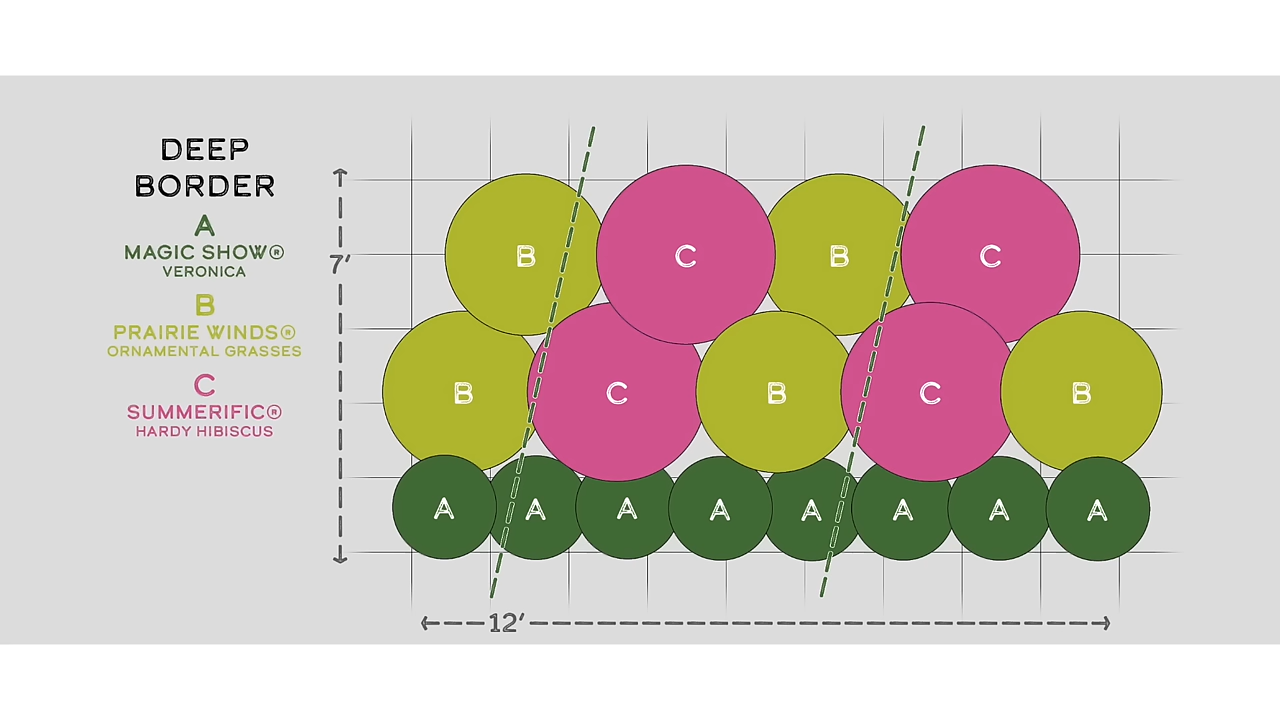 DEEP
BORDER
A
MAGIC SHOW®
VERONICA
B
PRAIRIE WINDS®
ORNAMENTAL GRASSES
C
SUMMERIFIC®
HARDY HIBISCUS
7′
B C B C
B C B C B
A A A A A A A A
12′